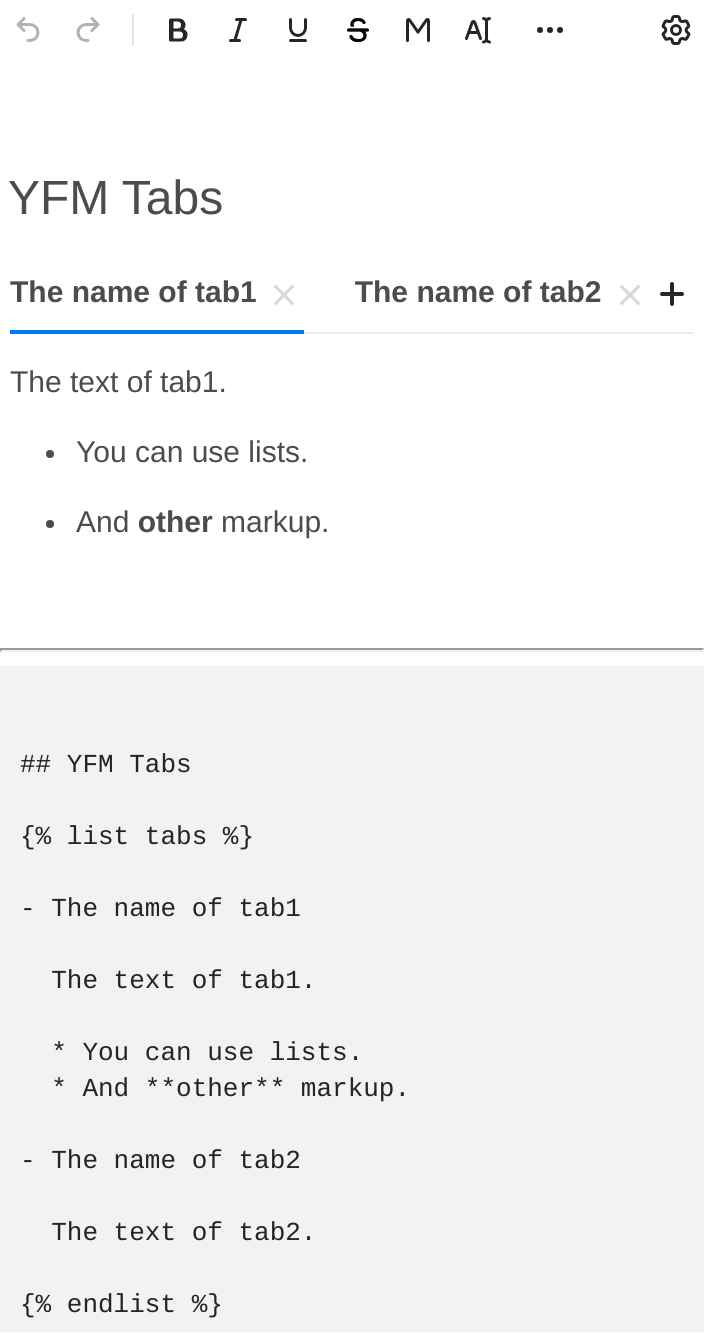 YFM Tabs
The name of tab1
The name of tab2
The text of tab1.
• You can use lists.
• And other markup.
## YFM Tabs
{% list tabs %}
- The name of tab1
The text of tab1.
* You can use lists.
* And **other** markup.
- The name of tab2
The text of tab2.
{% endlist %}